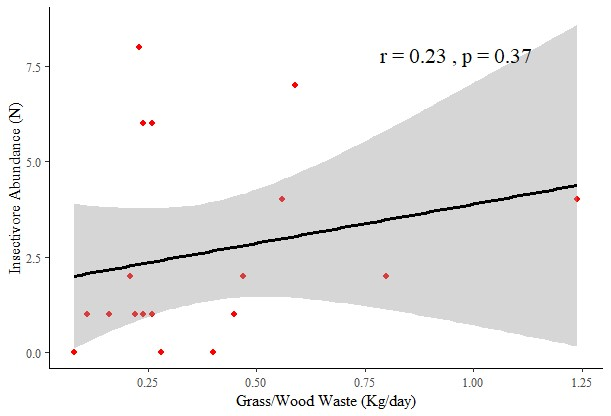 r = 0.23 , p = 0.37
7.5
5.0
2.5
0.0
Insectivore Abundance (N)
0.25 0.50 0.75 1.00 1.25
Grass/Wood Waste (Kg/day)